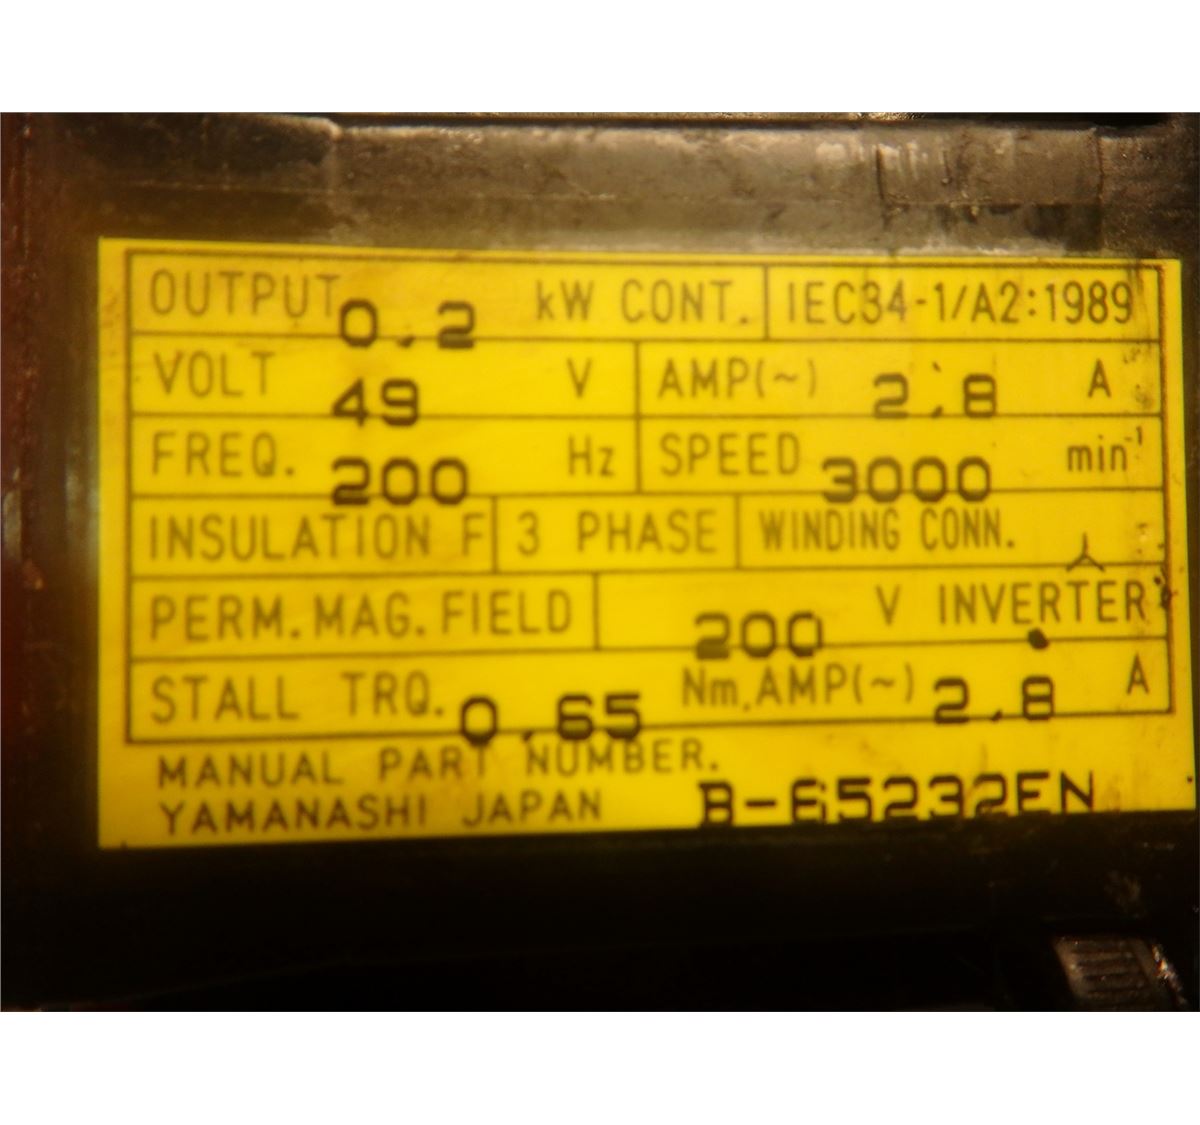 OUTPUT 0.2 kW CONT. IEC34-1/A2:1989
VOLT 49 V AMP(~) 2.8 A
FREQ. 200 Hz SPEED 3000 min-1
INSULATION F 3 PHASE WINDING CONN.
PERM.MAG.FIELD 200 V INVERTER
STALL TRQ. 0.65 Nm,AMP(~) 2.8 A
MANUAL PART NUMBER.
YAMANASHI JAPAN B-65232EN